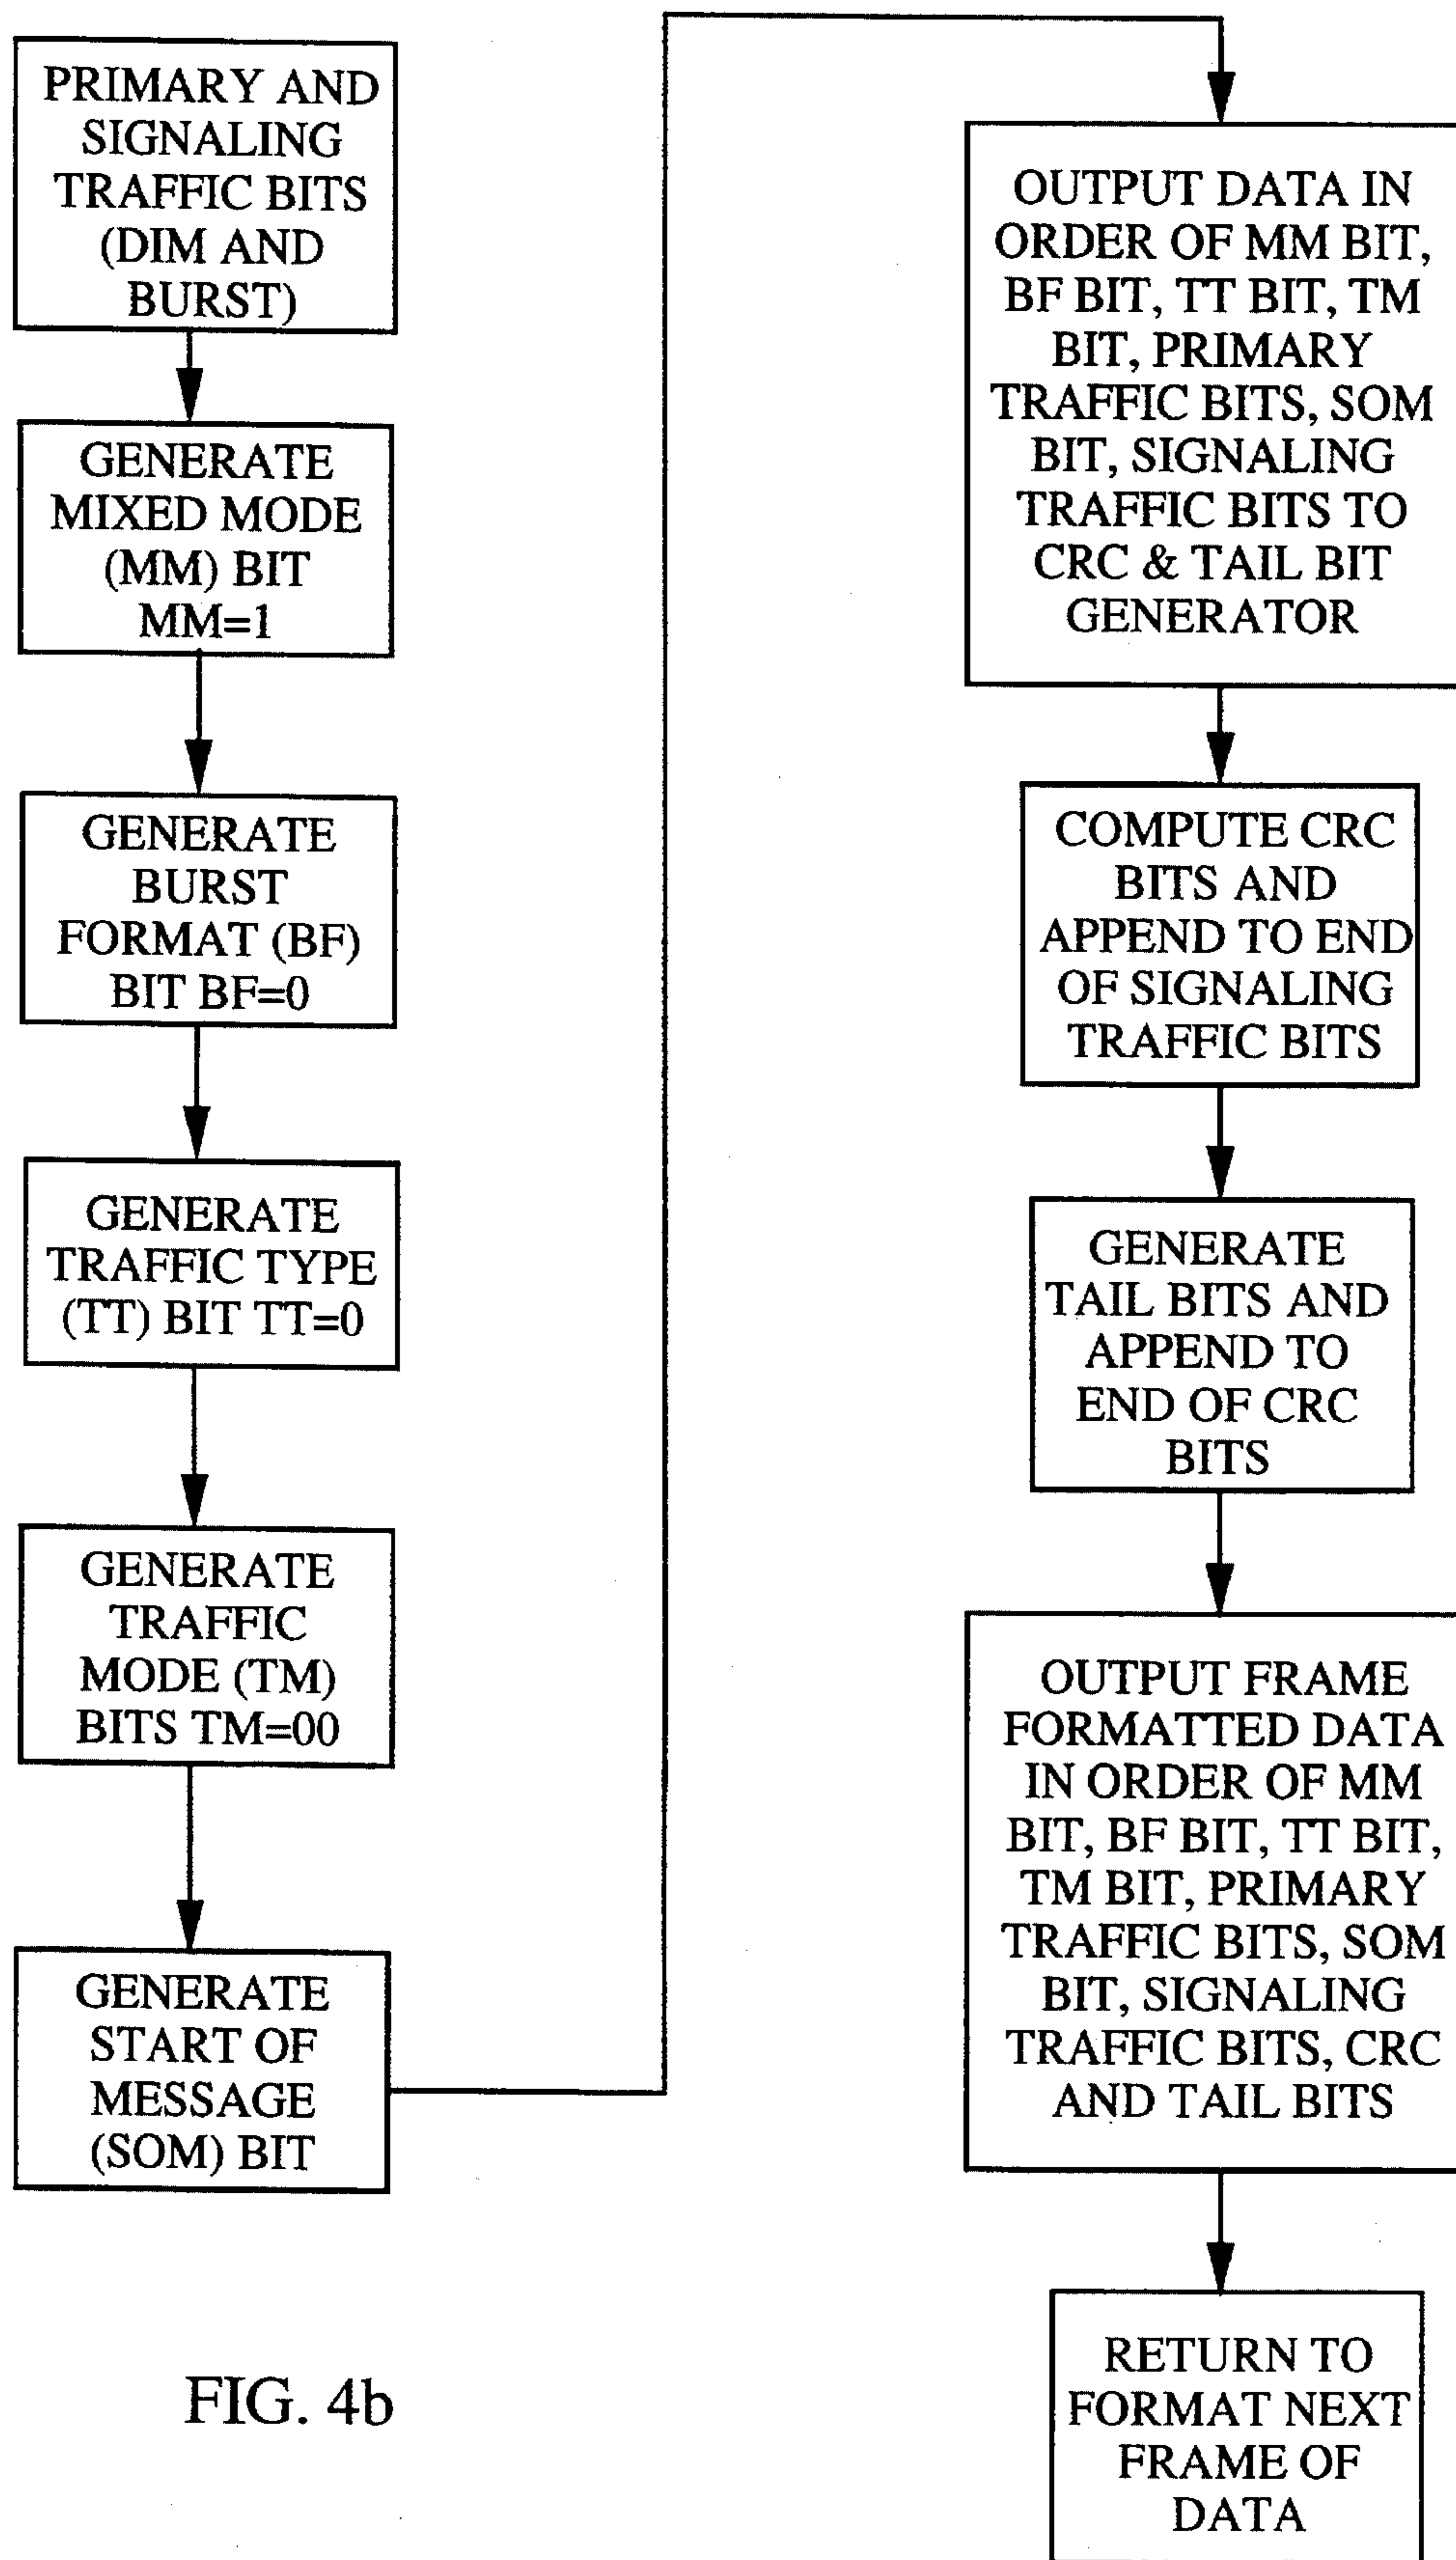 PRIMARY AND
SIGNALING
TRAFFIC BITS
(DIM AND
BURST)
GENERATE
MIXED MODE
(MM) BIT
MM=1
GENERATE
BURST
FORMAT (BF)
BIT BF=0
GENERATE
TRAFFIC TYPE
(TT) BIT TT=0
GENERATE
TRAFFIC
MODE (TM)
BITS TM=00
GENERATE
START OF
MESSAGE
(SOM) BIT
OUTPUT DATA IN
ORDER OF MM BIT,
BF BIT, TT BIT, TM
BIT, PRIMARY
TRAFFIC BITS, SOM
BIT, SIGNALING
TRAFFIC BITS TO
CRC & TAIL BIT
GENERATOR
COMPUTE CRC
BITS AND
APPEND TO END
OF SIGNALING
TRAFFIC BITS
GENERATE
TAIL BITS AND
APPEND TO
END OF CRC
BITS
OUTPUT FRAME
FORMATTED DATA
IN ORDER OF MM
BIT, BF BIT, TT BIT,
TM BIT, PRIMARY
TRAFFIC BITS, SOM
BIT, SIGNALING
TRAFFIC BITS, CRC
AND TAIL BITS
RETURN TO
FORMAT NEXT
FRAME OF
DATA
FIG. 4b